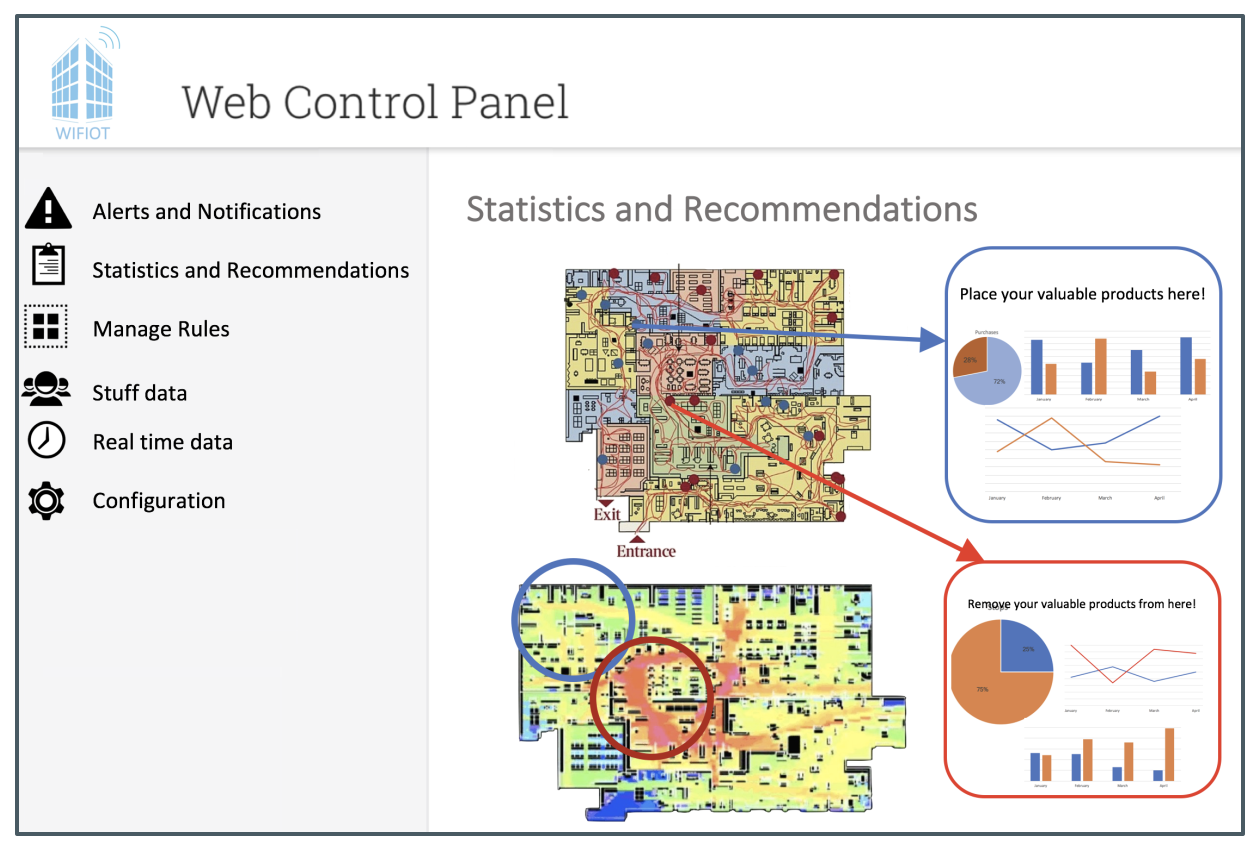 WIFIOT
Web Control Panel
Alerts and Notifications
Statistics and Recommendations
Manage Rules
Stuff data
Real time data
Configuration
Statistics and Recommendations
Exit
Entrance
Place your valuable products here!
Purchases
28%
72%
January February March April
January February March April
Remove your valuable products from here!
January February March April
January February March April